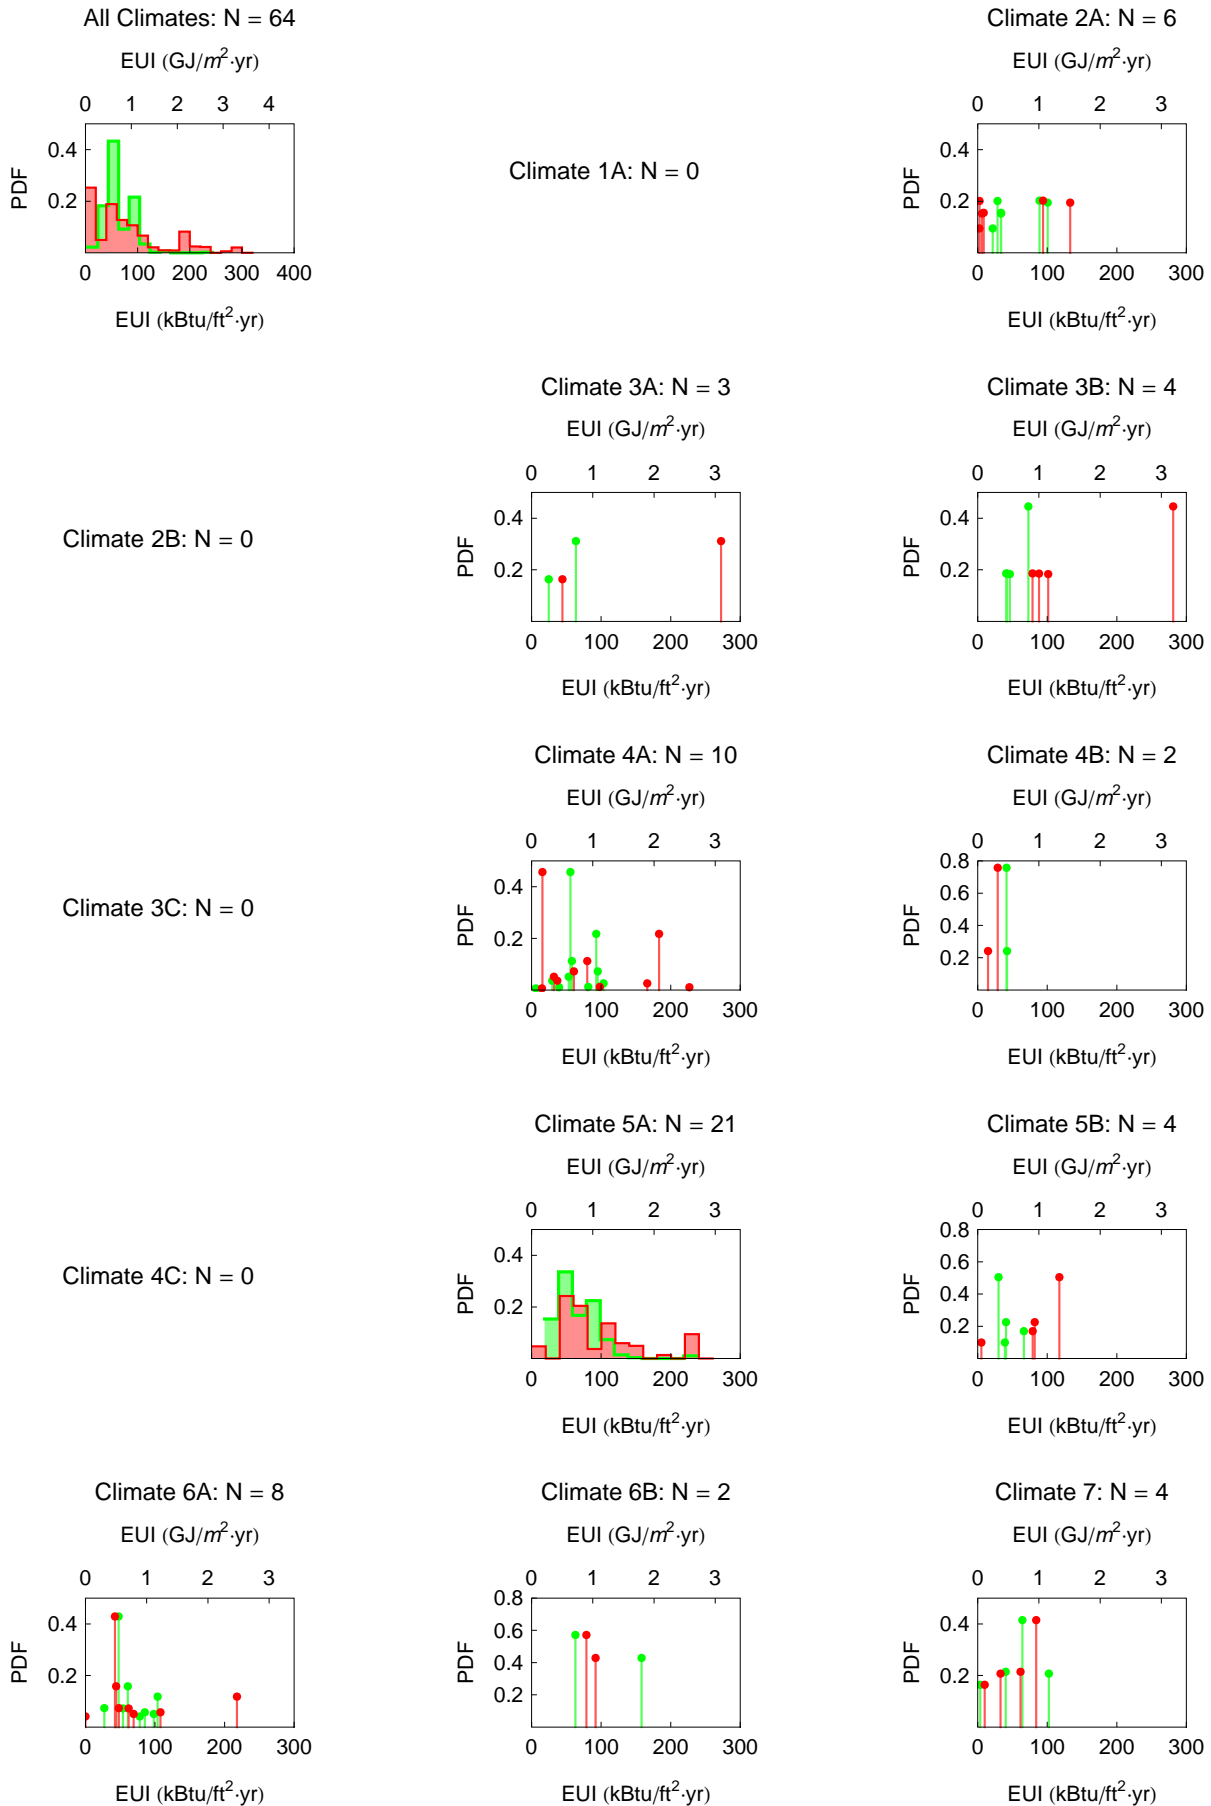 All Climates: N = 64
EUI (GJ/m²·yr)
0 1 2 3 4
PDF
0.4
0.2
0 100 200 300 400
EUI (kBtu/ft²·yr)
Climate 1A: N = 0
Climate 2A: N = 6
EUI (GJ/m²·yr)
0 1 2 3
PDF
0.4
0.2
0 100 200 300
EUI (kBtu/ft²·yr)
Climate 2B: N = 0
Climate 3A: N = 3
EUI (GJ/m²·yr)
0 1 2 3
PDF
0.4
0.2
0 100 200 300
EUI (kBtu/ft²·yr)
Climate 3B: N = 4
EUI (GJ/m²·yr)
0 1 2 3
PDF
0.4
0.2
0 100 200 300
EUI (kBtu/ft²·yr)
Climate 3C: N = 0
Climate 4A: N = 10
EUI (GJ/m²·yr)
0 1 2 3
PDF
0.4
0.2
0 100 200 300
EUI (kBtu/ft²·yr)
Climate 4B: N = 2
EUI (GJ/m²·yr)
0 1 2 3
PDF
0.8
0.6
0.4
0.2
0 100 200 300
EUI (kBtu/ft²·yr)
Climate 4C: N = 0
Climate 5A: N = 21
EUI (GJ/m²·yr)
0 1 2 3
PDF
0.4
0.2
0 100 200 300
EUI (kBtu/ft²·yr)
Climate 5B: N = 4
EUI (GJ/m²·yr)
0 1 2 3
PDF
0.8
0.6
0.4
0.2
0 100 200 300
EUI (kBtu/ft²·yr)
Climate 6A: N = 8
EUI (GJ/m²·yr)
0 1 2 3
PDF
0.4
0.2
0 100 200 300
EUI (kBtu/ft²·yr)
Climate 6B: N = 2
EUI (GJ/m²·yr)
0 1 2 3
PDF
0.8
0.6
0.4
0.2
0 100 200 300
EUI (kBtu/ft²·yr)
Climate 7: N = 4
EUI (GJ/m²·yr)
0 1 2 3
PDF
0.4
0.2
0 100 200 300
EUI (kBtu/ft²·yr)